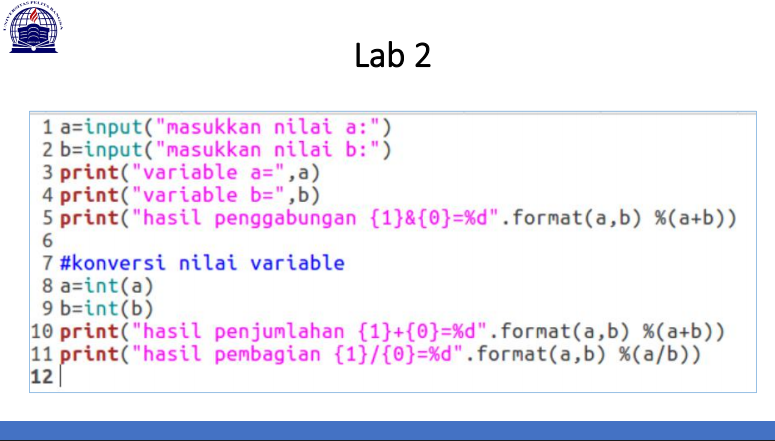 UNIVERSITAS PELITA BANGSA
Lab 2
1 a=input("masukkan nilai a:")
2 b=input("masukkan nilai b:")
3 print("variable a=",a)
4 print("variable b=",b)
5 print("hasil penggabungan {1}&{0}=%d".format(a,b) %(a+b))
6
7 #konversi nilai variable
8 a=int(a)
9 b=int(b)
10 print("hasil penjumlahan {1}+{0}=%d".format(a,b) %(a+b))
11 print("hasil pembagian {1}/{0}=%d".format(a,b) %(a/b))
12